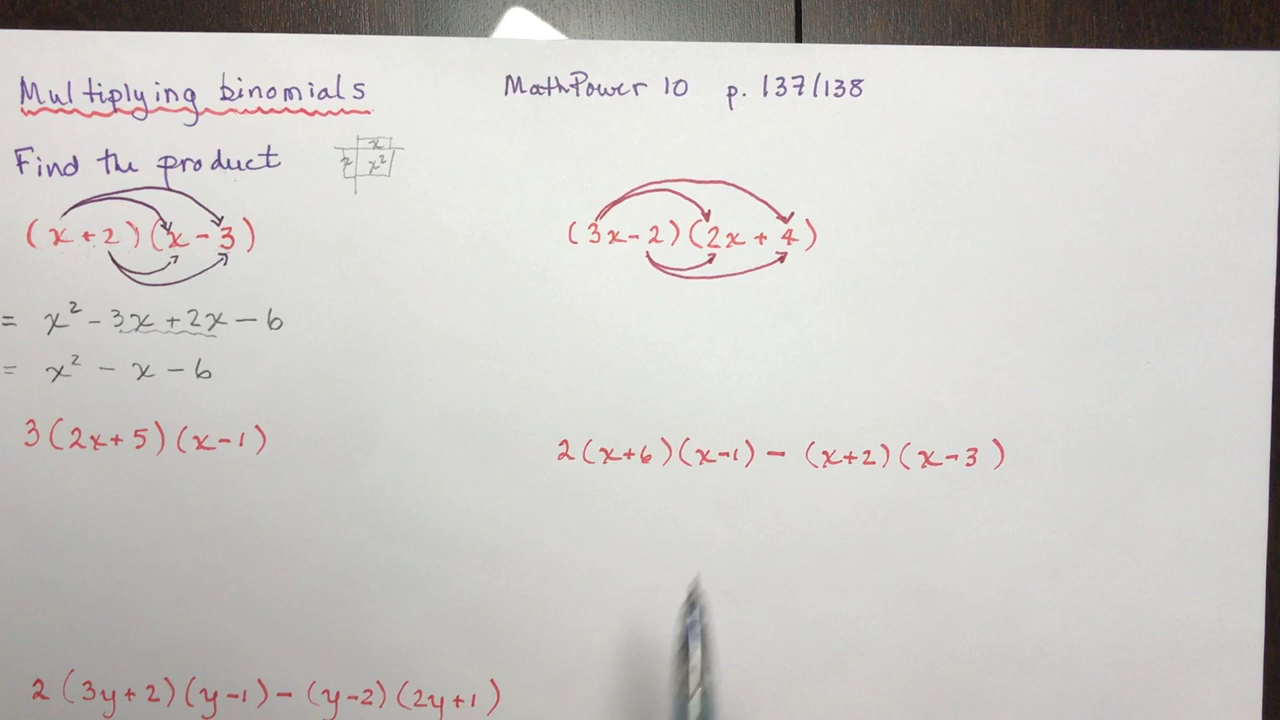 Multiplying binomials
MathPower 10 p. 137/138
Find the product
x
x x²
(x+2)(x-3)
(3x-2)(2x+4)
= x² - 3x + 2x - 6
= x² - x - 6
3(2x+5)(x-1)
2(x+6)(x-1) - (x+2)(x-3)
2(3y+2)(y-1) - (y-2)(2y+1)